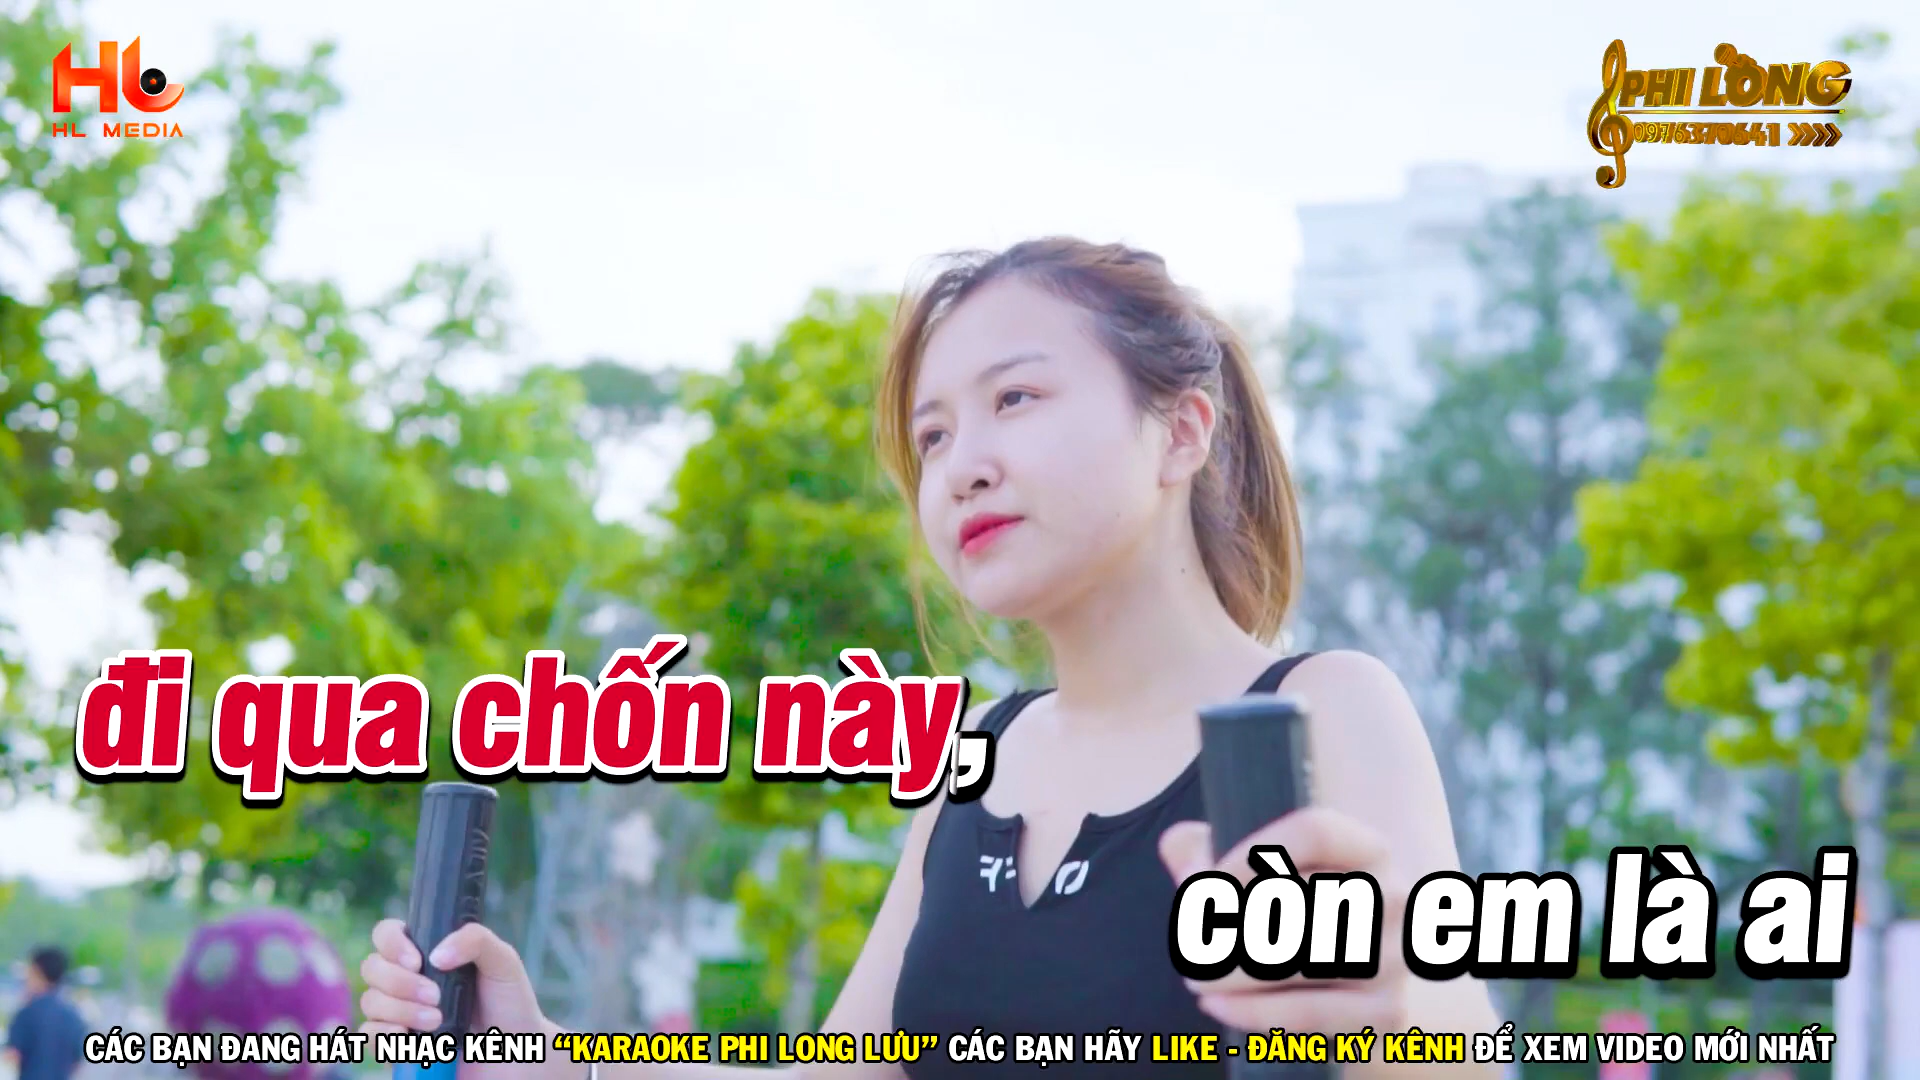 HL MEDIA
PHI LONG
0976370641
đi qua chốn này,
còn em là ai
CÁC BẠN ĐANG HÁT NHẠC KÊNH “KARAOKE PHI LONG LƯU” CÁC BẠN HÃY LIKE - ĐĂNG KÝ KÊNH ĐỂ XEM VIDEO MỚI NHẤT